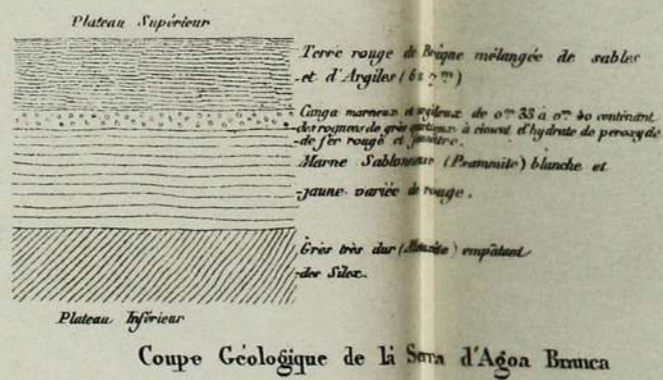 Plateau Supérieur
Terre rouge de Brique mélangée de sables
et d'Argiles (6 à 7m)
Canga marneux et argileux de 0m 35 à 0m 40 contenant
des rognons de grès quartzeux à ciment d'hydrate de peroxyde
de fer rouge et
Marne Sablonneuse (Psammite) blanche et
jaune variée de rouge.
Grès très dur empâtant
des Silex.
Plateau Inférieur
Coupe Géologique de la Serra d'Agoa Branca